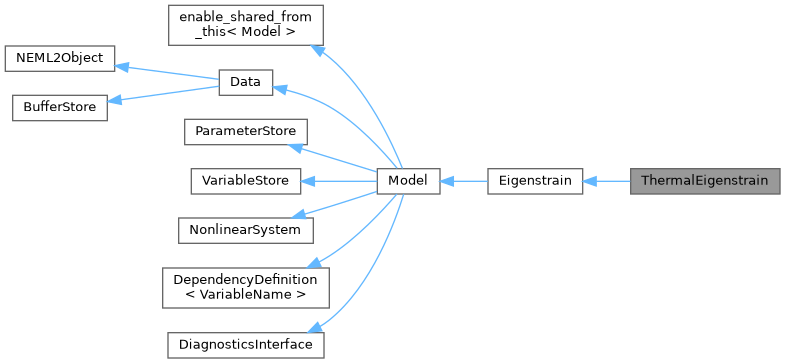 enable_shared_from
_this< Model >
NEML2Object
Data
BufferStore
ParameterStore
VariableStore
Model
Eigenstrain
ThermalEigenstrain
NonlinearSystem
DependencyDefinition
< VariableName >
DiagnosticsInterface